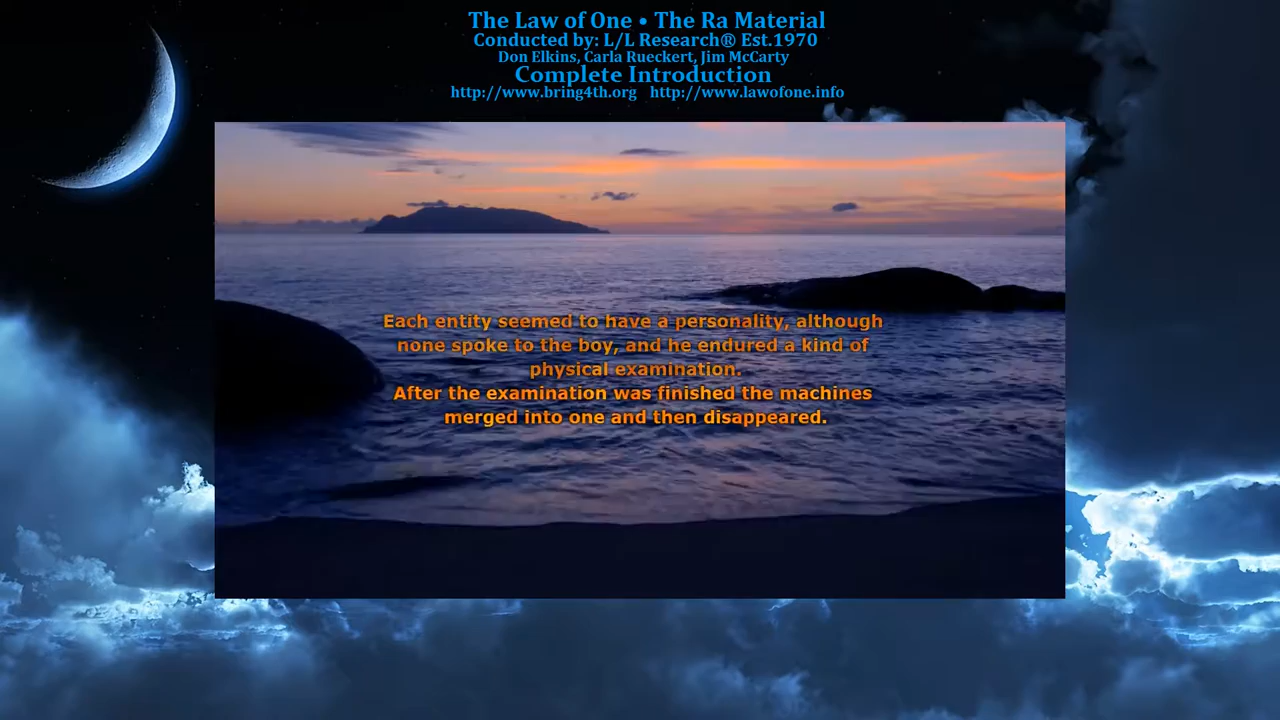 The Law of One • The Ra Material
Conducted by: L/L Research® Est.1970
Don Elkins, Carla Rueckert, Jim McCarty
Complete Introduction
http://www.bring4th.org http://www.lawofone.info
Each entity seemed to have a personality, although
none spoke to the boy, and he endured a kind of
physical examination.
After the examination was finished the machines
merged into one and then disappeared.